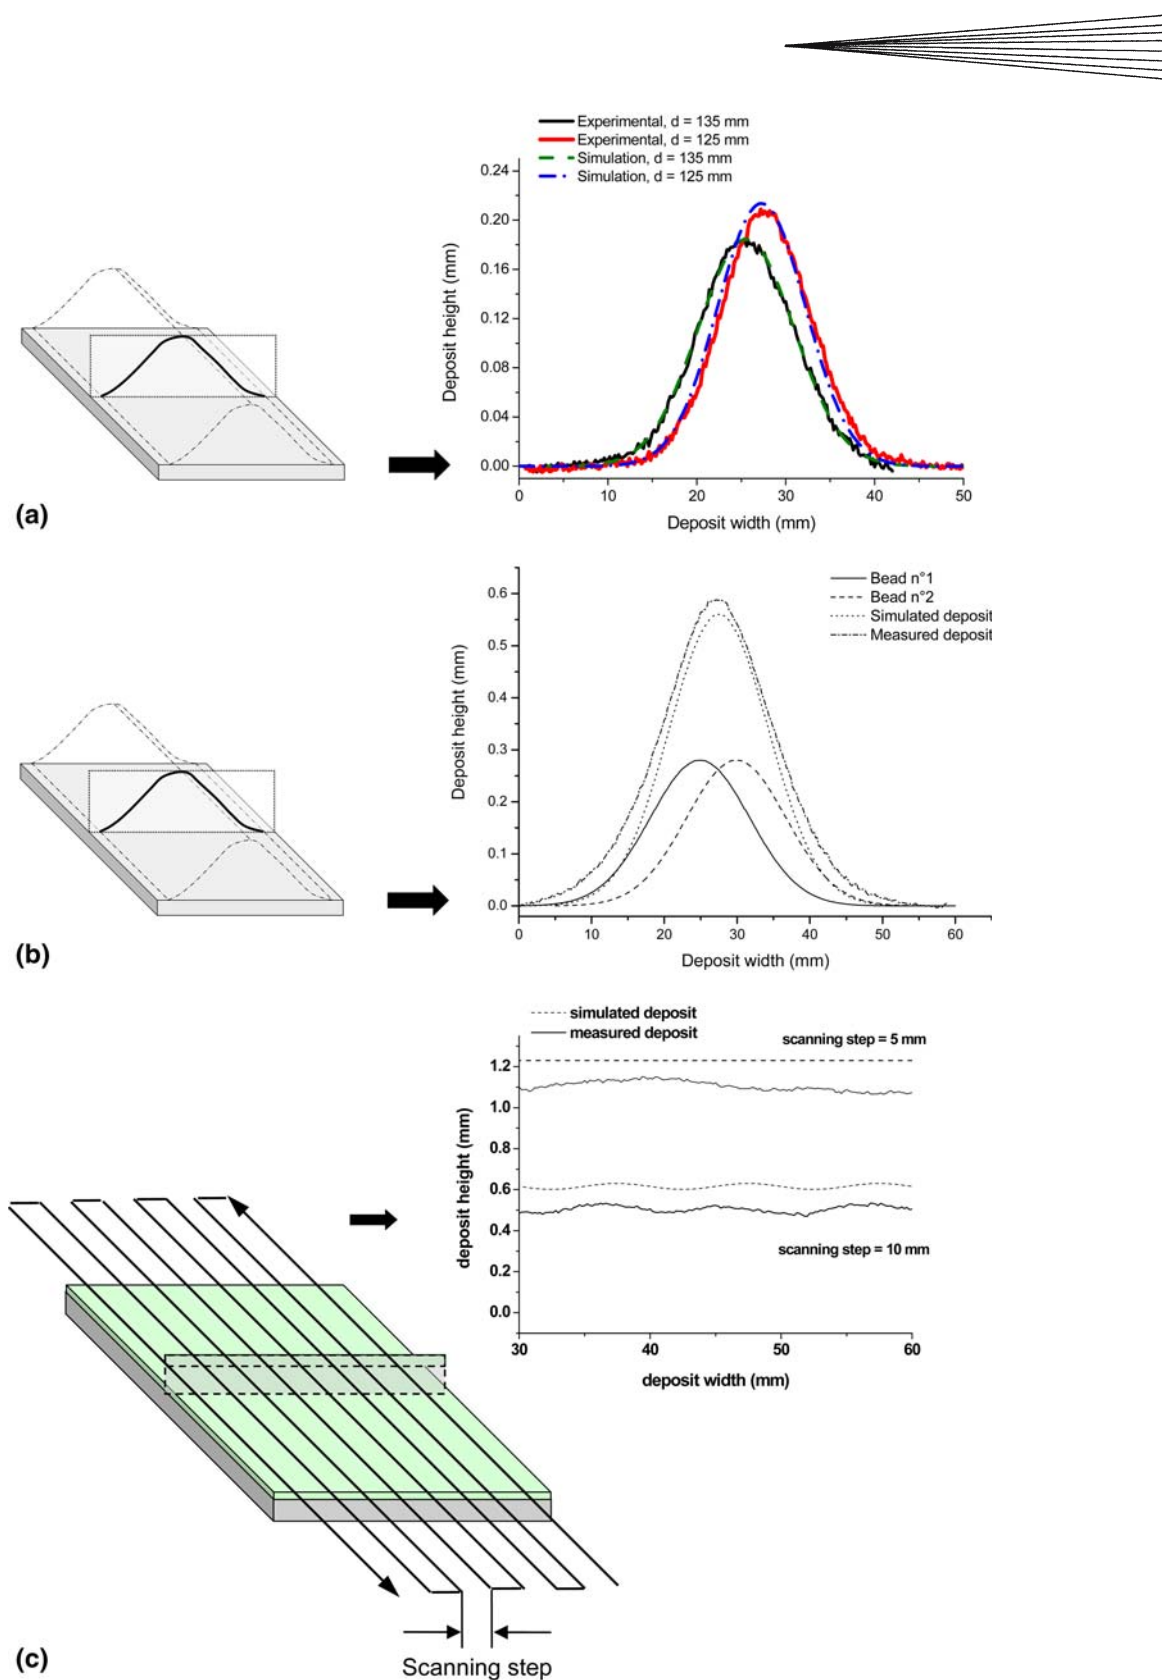 Experimental, d = 135 mm
Experimental, d = 125 mm
Simulation, d = 135 mm
Simulation, d = 125 mm
0.24
0.20
0.16
0.12
0.08
0.04
0.00
Deposit height (mm)
0 10 20 30 40 50
Deposit width (mm)
(a)
Bead n°1
Bead n°2
Simulated deposit
Measured deposit
0.6
0.5
0.4
0.3
0.2
0.1
0.0
Deposit height (mm)
0 10 20 30 40 50 60
Deposit width (mm)
(b)
simulated deposit
measured deposit
scanning step = 5 mm
1.2
1.0
0.8
0.6
0.4
0.2
0.0
deposit height (mm)
scanning step = 10 mm
30 40 50 60
deposit width (mm)
Scanning step
(c)